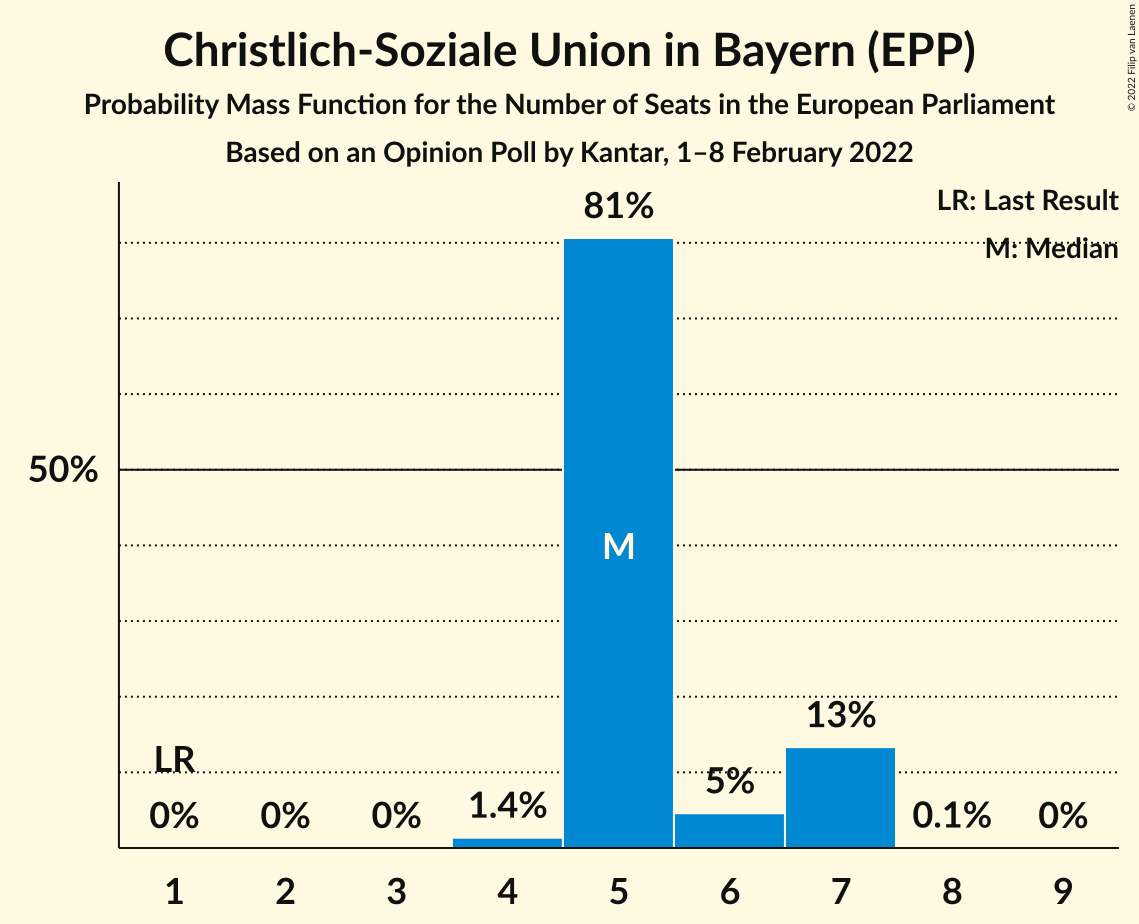 Christlich-Soziale Union in Bayern (EPP)
Probability Mass Function for the Number of Seats in the European Parliament
Based on an Opinion Poll by Kantar, 1–8 February 2022
© 2022 Filip van Laenen
LR: Last Result
M: Median
81%
50%
M
13%
LR
5%
0% 0% 0% 1.4% 0.1% 0%
1 2 3 4 5 6 7 8 9